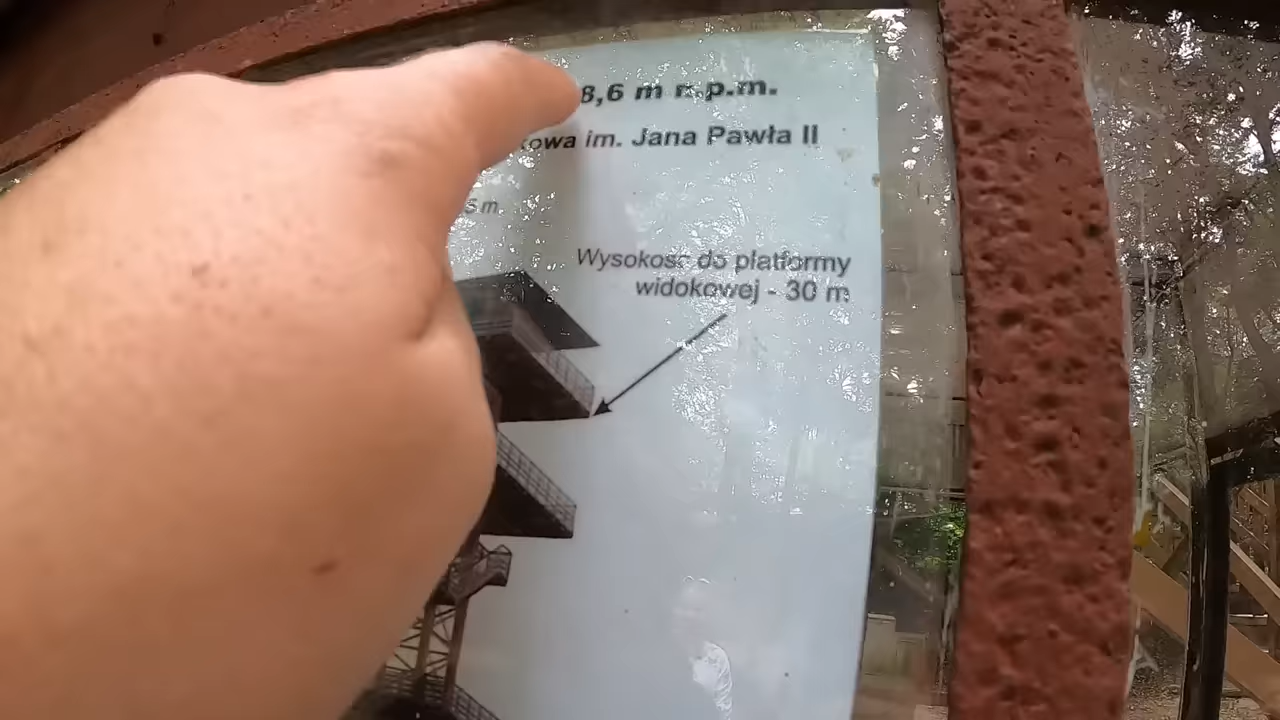 8,6 m n.p.m.
owa im. Jana Pawła II
5 m
Wysokość do platformy
widokowej - 30 m